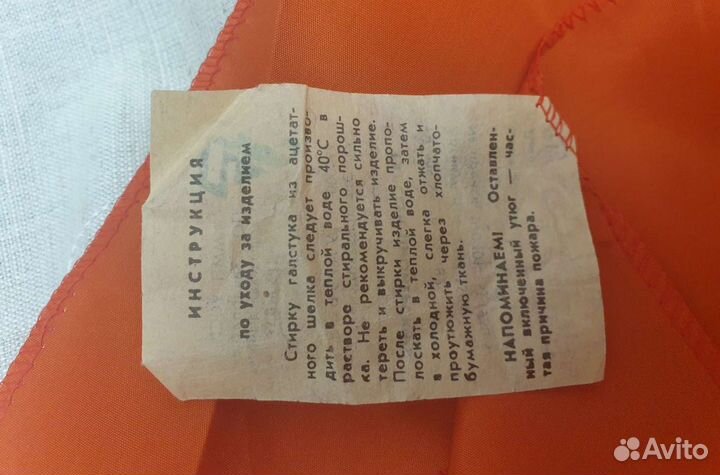 ИНСТРУКЦИЯ
по уходу за изделием
Стирку галстука из ацетат-
ного шелка следует произво-
дить в теплой воде 40°С в
растворе стирального порош-
ка. Не рекомендуется сильно
тереть и выкручивать изделие.
После стирки изделие пропо-
лоскать в теплой воде, затем
в холодной, слегка отжать и
проутюжить через хлопчато-
бумажную ткань.
НАПОМИНАЕМ! Оставлен-
ный включенный утюг — час-
тая причина пожара.
Avito